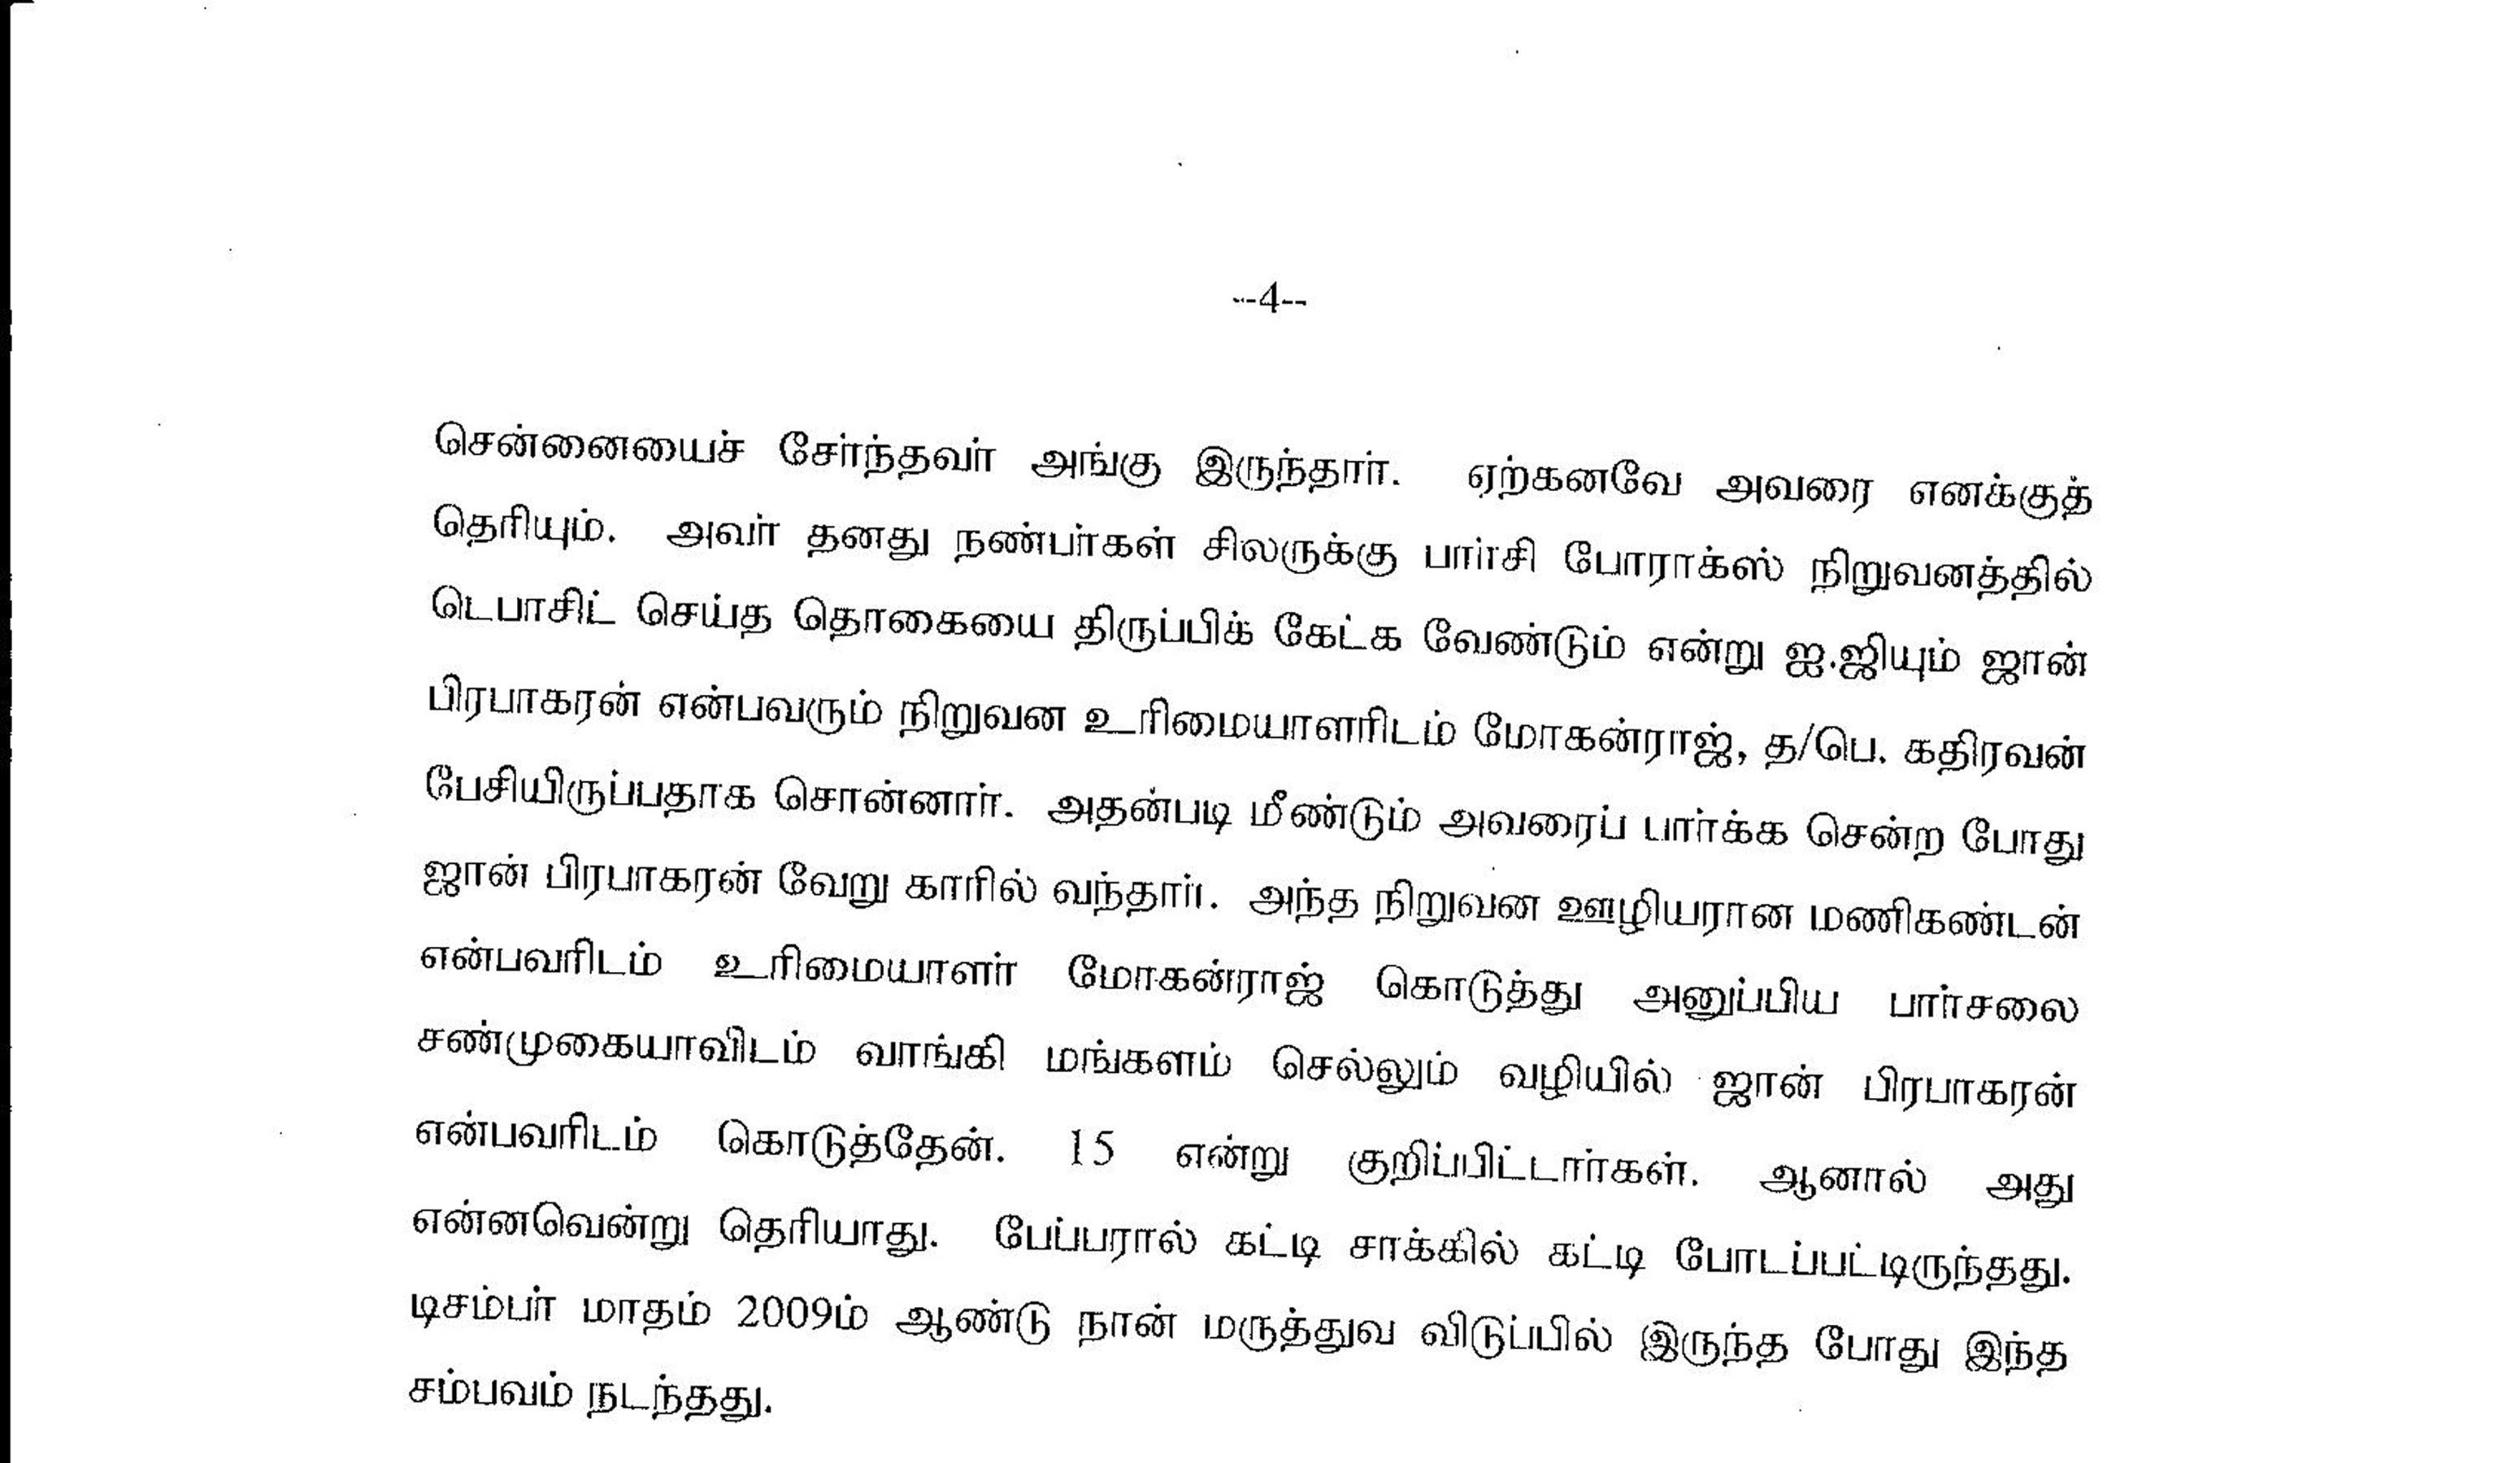 --4--
சென்னையைச் சேர்ந்தவர் அங்கு இருந்தார். ஏற்கனவே அவரை எனக்குத்
தெரியும். அவர் தனது நண்பர்கள் சிலருக்கு பார்சி போராக்ஸ் நிறுவனத்தில்
டெபாசிட் செய்த தொகையை திருப்பிக் கேட்க வேண்டும் என்று ஐ.ஜியும் ஜான்
பிரபாகரன் என்பவரும் நிறுவன உரிமையாளரிடம் மோகன்ராஜ், த/பெ. கதிரவன்
பேசியிருப்பதாக சொன்னார். அதன்படி மீண்டும் அவரைப் பார்க்க சென்ற போது
ஜான் பிரபாகரன் வேறு காரில் வந்தார். அந்த நிறுவன ஊழியரான மணிகண்டன்
என்பவரிடம் உரிமையாளர் மோகன்ராஜ் கொடுத்து அனுப்பிய பார்சலை
சண்முகையாவிடம் வாங்கி மங்களம் செல்லும் வழியில் ஜான் பிரபாகரன்
என்பவரிடம் கொடுத்தேன். 15 என்று குறிப்பிட்டார்கள். ஆனால் அது
என்னவென்று தெரியாது. பேப்பரால் கட்டி சாக்கில் கட்டி போடப்பட்டிருந்தது.
டிசம்பர் மாதம் 2009ம் ஆண்டு நான் மருத்துவ விடுப்பில் இருந்த போது இந்த
சம்பவம் நடந்தது.